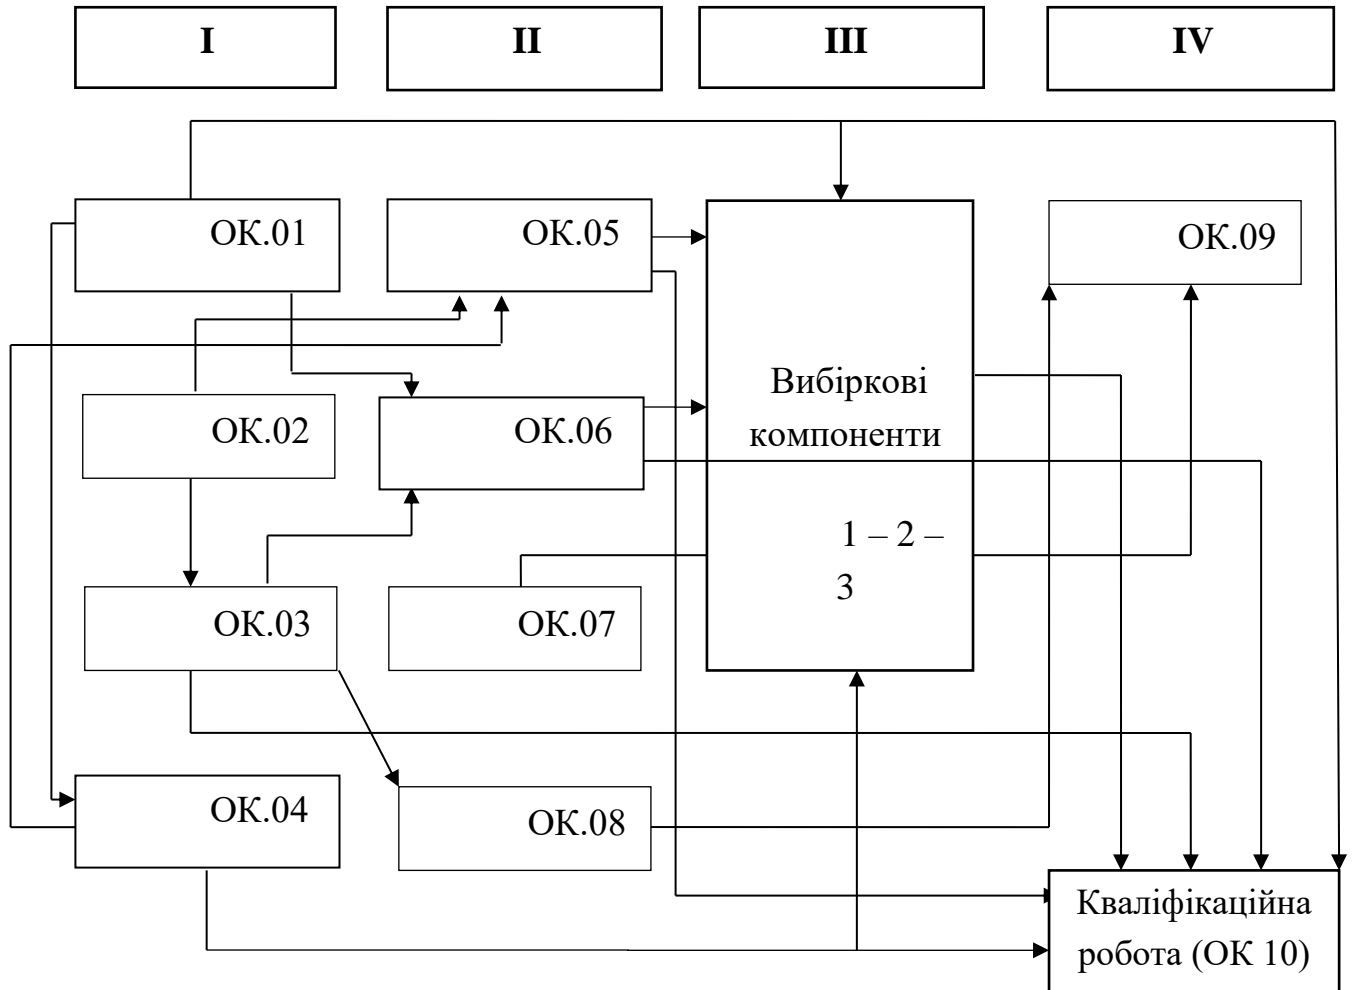 I
II
III
IV
ОК.01
ОК.05
ОК.09
Вибіркові
компоненти
1 – 2 –
3
ОК.02
ОК.06
ОК.03
ОК.07
ОК.04
ОК.08
Кваліфікаційна
робота (ОК 10)